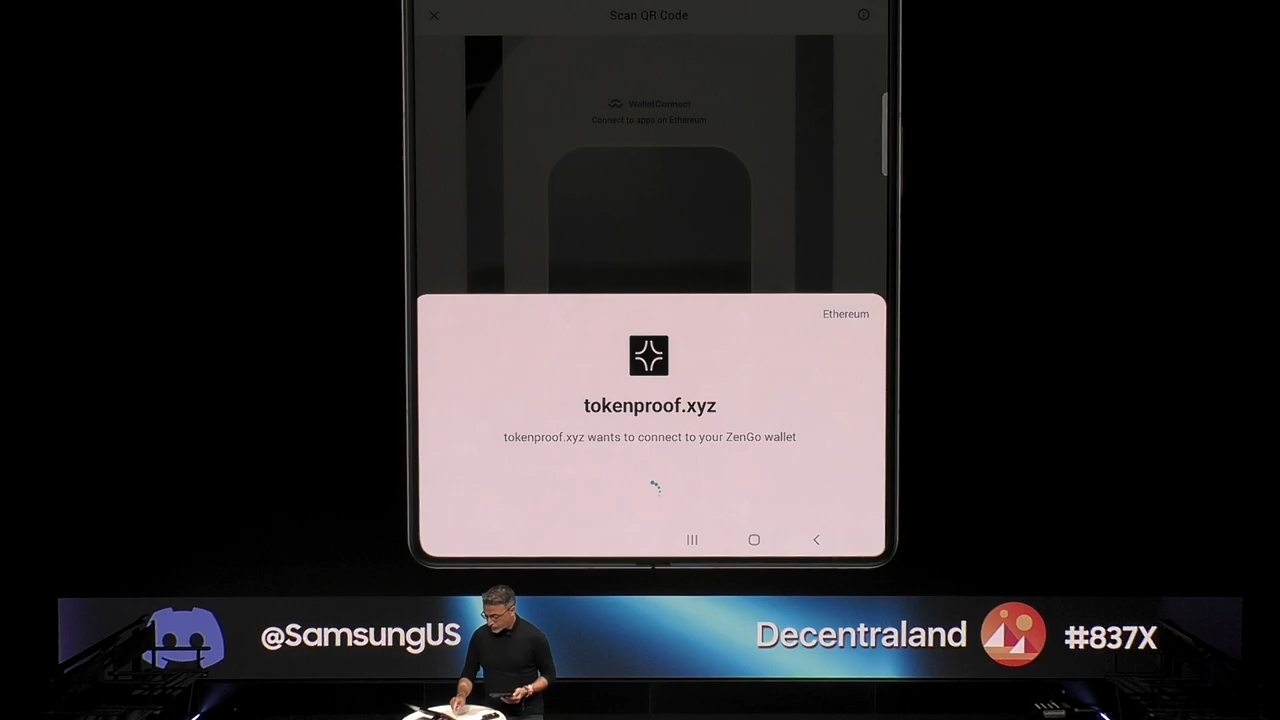 Scan QR Code
WalletConnect
Connect to apps on Ethereum
Ethereum
tokenproof.xyz
tokenproof.xyz wants to connect to your ZenGo wallet
@SamsungUS
Decentraland
#837X